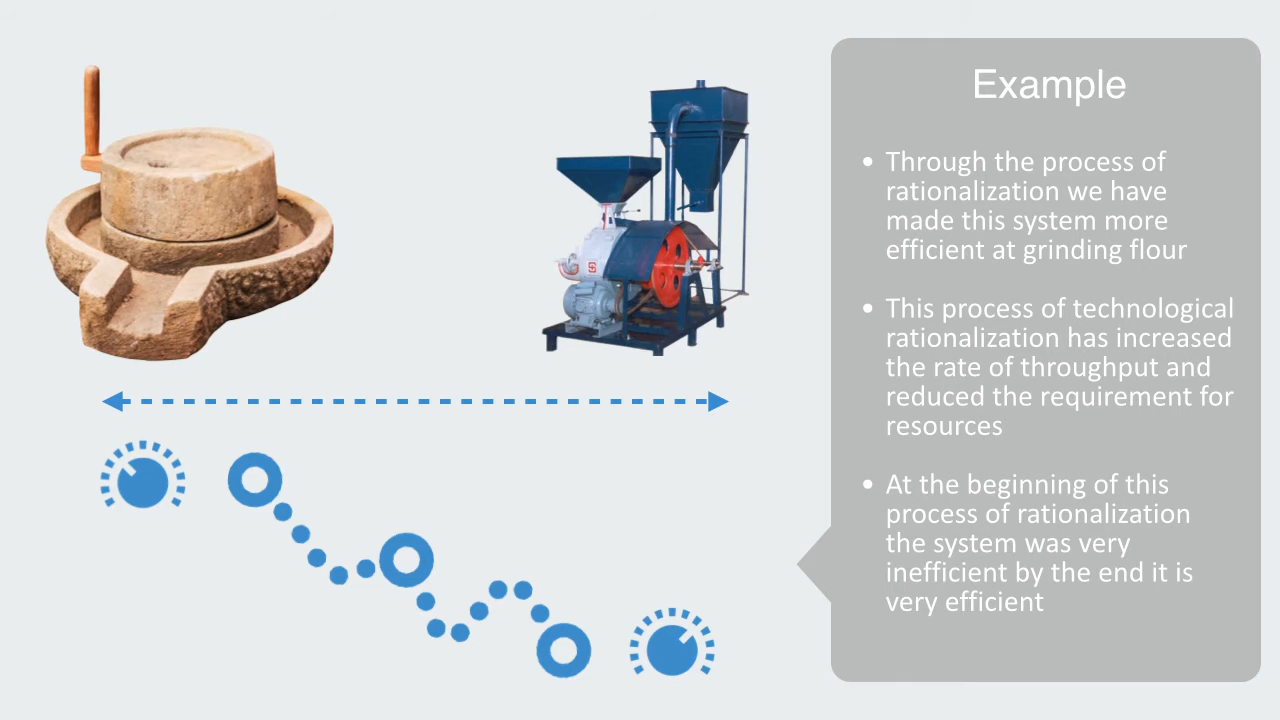 Example
• Through the process of
rationalization we have
made this system more
efficient at grinding flour
• This process of technological
rationalization has increased
the rate of throughput and
reduced the requirement for
resources
• At the beginning of this
process of rationalization
the system was very
inefficient by the end it is
very efficient